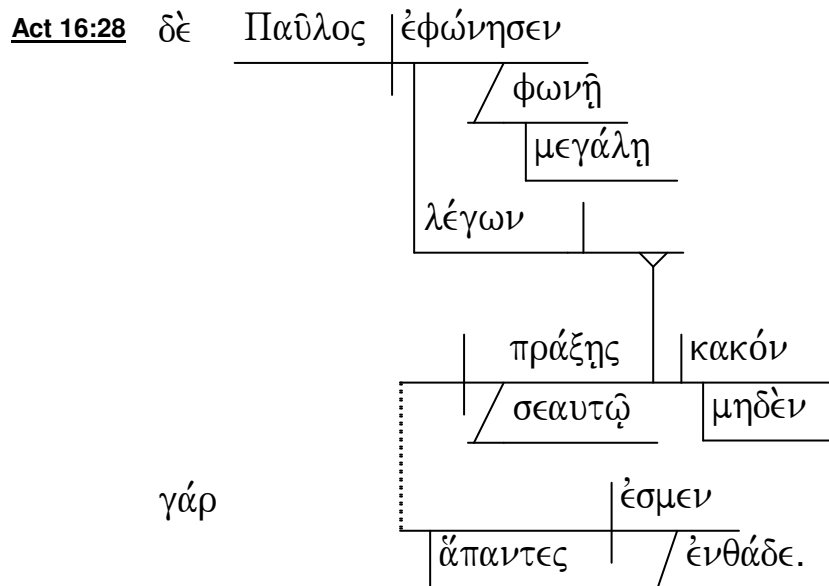 Act 16:28 δὲ Παῦλος ἐφώνησεν
φωνῇ
μεγάλῃ
λέγων
πράξῃς κακόν
σεαυτῷ μηδὲν
γάρ ἐσμεν
ἅπαντες ἐνθάδε.